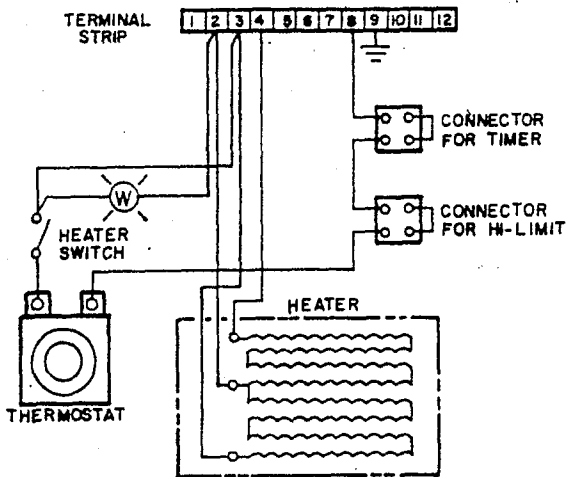 TERMINAL
STRIP
1 2 3 4 5 6 7 8 9 10 11 12
CONNECTOR
FOR TIMER
W
CONNECTOR
FOR HI-LIMIT
HEATER
SWITCH
HEATER
THERMOSTAT